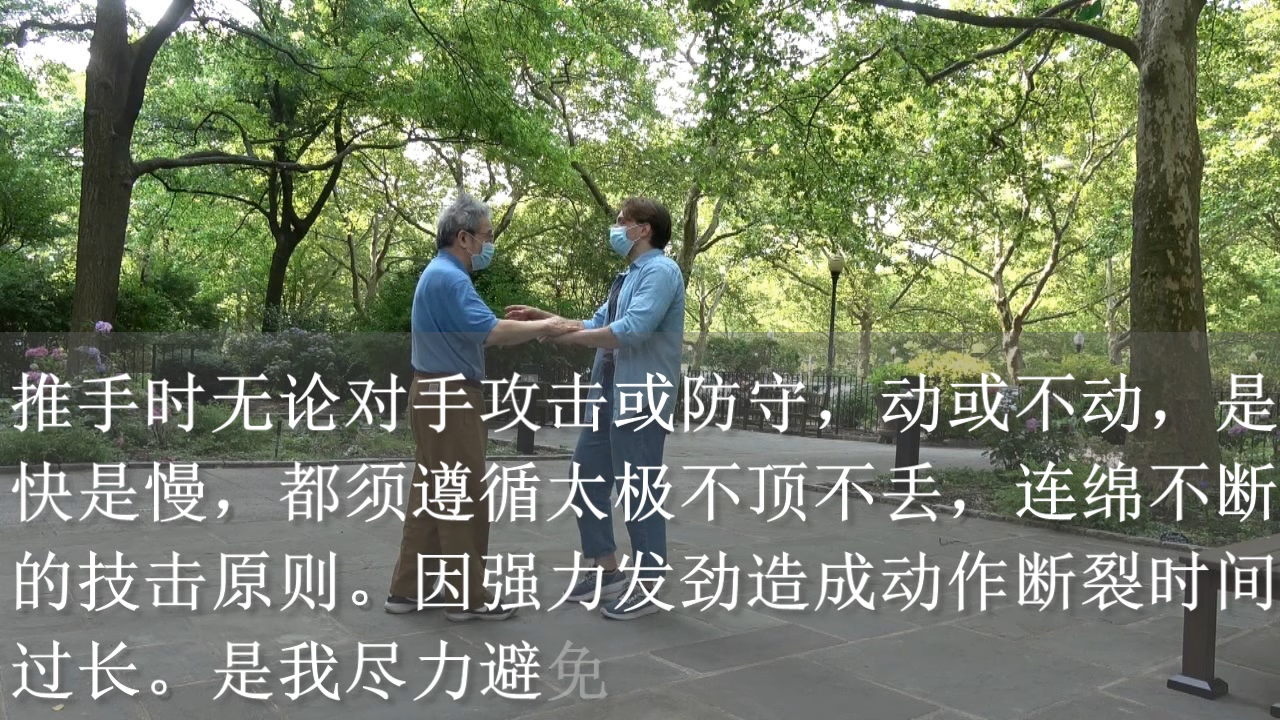 推手时无论对手攻击或防守，动或不动，是
快是慢，都须遵循太极不顶不丢，连绵不断
的技击原则。因强力发劲造成动作断裂时间
过长。是我尽力避免